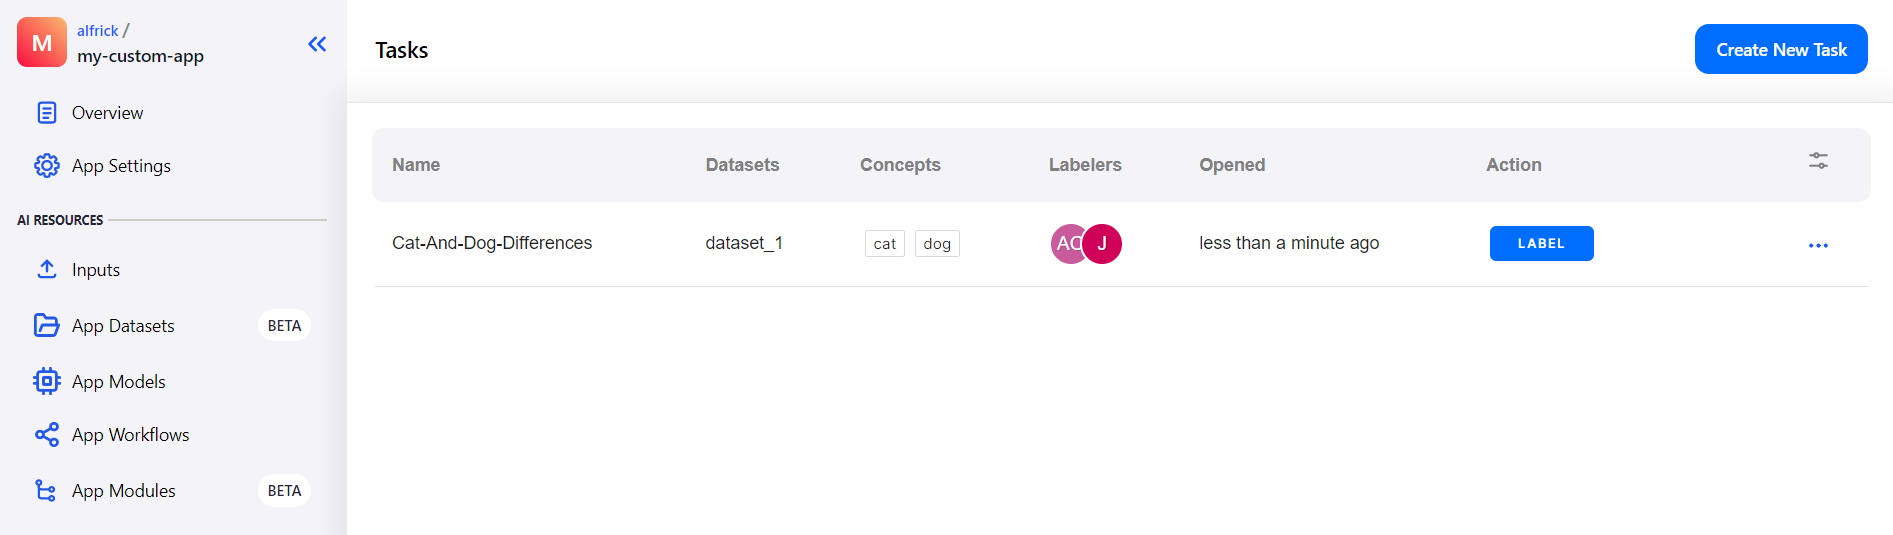 M
alfrick /
my-custom-app
Overview
App Settings
AI RESOURCES
Inputs
App Datasets BETA
App Models
App Workflows
App Modules BETA
Tasks
Create New Task
Name Datasets Concepts Labelers Opened Action
Cat-And-Dog-Differences dataset_1 cat dog J less than a minute ago LABEL